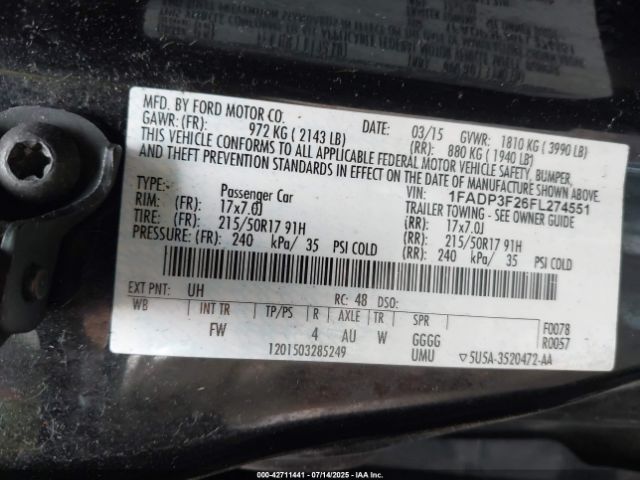 MFD. BY FORD MOTOR CO. DATE: 03/15 GVWR: 1810 KG ( 3990 LB)
GAWR: (FR): 972 KG ( 2143 LB) (RR): 880 KG ( 1940 LB)
THIS VEHICLE CONFORMS TO ALL APPLICABLE FEDERAL MOTOR VEHICLE SAFETY, BUMPER,
AND THEFT PREVENTION STANDARDS IN EFFECT ON THE DATE OF MANUFACTURE SHOWN ABOVE.
VIN: 1FADP3F26FL274551
TYPE: Passenger Car TRAILER TOWING - SEE OWNER GUIDE
RIM: (FR) 17x7.0J (RR) 17x7.0J
TIRE: (FR) 215/50R17 91H (RR) 215/50R17 91H
PRESSURE: (FR) 240 kPa/ 35 PSI COLD (RR) 240 kPa/ 35 PSI COLD
EXT PNT: UH RC: 48 DSO:
WB INT TR TP/PS R AXLE TR SPR F0078
FW 4 AU W GGGG R0057
1201503285249 UMU ▽5U5A-3520472-AA
000-42711441 - 07/14/2025 - IAAI.COM